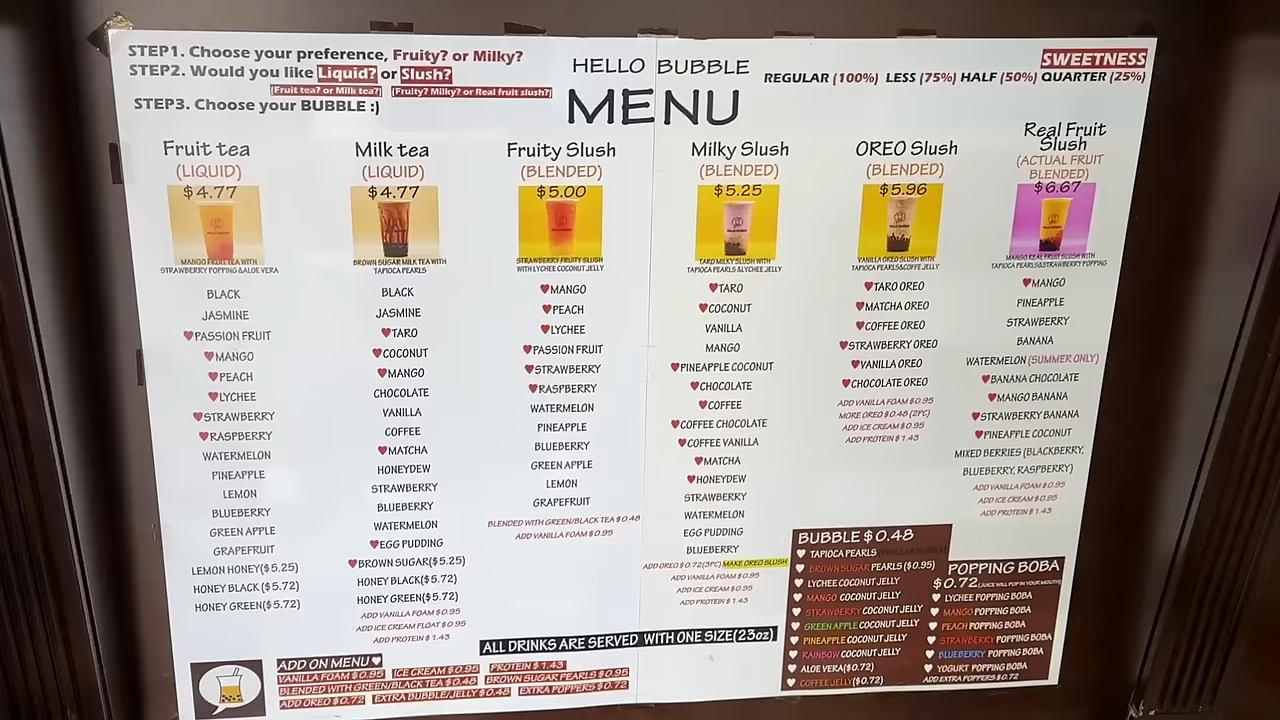 STEP1. Choose your preference, Fruity? or Milky?
STEP2. Would you like Liquid? or Slush?
(Fruit tea? or Milk tea?) (Fruity? Milky? or Real fruit slush?)
STEP3. Choose your BUBBLE :)
HELLO BUBBLE
MENU
SWEETNESS
REGULAR (100%) LESS (75%) HALF (50%) QUARTER (25%)
Fruit tea
(LIQUID)
$4.77
MANGO FRUIT TEA WITH
STRAWBERRY POPPING &ALOE VERA
BLACK
JASMINE
♥PASSION FRUIT
♥MANGO
♥PEACH
♥LYCHEE
♥STRAWBERRY
♥RASPBERRY
WATERMELON
PINEAPPLE
LEMON
BLUEBERRY
GREEN APPLE
GRAPEFRUIT
LEMON HONEY($5.25)
HONEY BLACK ($5.72)
HONEY GREEN($5.72)
Milk tea
(LIQUID)
$4.77
BROWN SUGAR MILK TEA WITH
TAPIOCA PEARLS
BLACK
JASMINE
♥TARO
♥COCONUT
♥MANGO
CHOCOLATE
VANILLA
COFFEE
♥MATCHA
HONEYDEW
STRAWBERRY
BLUEBERRY
WATERMELON
♥EGG PUDDING
♥BROWN SUGAR($5.25)
HONEY BLACK($5.72)
HONEY GREEN($5.72)
ADD VANILLA FOAM $0.95
ADD ICE CREAM FLOAT $0.95
ADD PROTEIN $1.43
Fruity Slush
(BLENDED)
$5.00
STRAWBERRY FRUITY SLUSH
WITH LYCHEE COCONUT JELLY
♥MANGO
♥PEACH
♥LYCHEE
♥PASSION FRUIT
♥STRAWBERRY
♥RASPBERRY
WATERMELON
PINEAPPLE
BLUEBERRY
GREEN APPLE
LEMON
GRAPEFRUIT
BLENDED WITH GREEN/BLACK TEA $0.48
ADD VANILLA FOAM $0.95
Milky Slush
(BLENDED)
$5.25
TARO MILKY SLUSH WITH
TAPIOCA PEARLS &LYCHEE JELLY
♥TARO
♥COCONUT
VANILLA
MANGO
♥PINEAPPLE COCONUT
♥CHOCOLATE
♥COFFEE
♥COFFEE CHOCOLATE
♥COFFEE VANILLA
♥MATCHA
♥HONEYDEW
STRAWBERRY
WATERMELON
EGG PUDDING
BLUEBERRY
ADD OREO $0.72(3PC) MAKE OREO SLUSH
ADD VANILLA FOAM $0.95
ADD ICE CREAM $0.95
ADD PROTEIN $1.43
OREO Slush
(BLENDED)
$5.96
VANILLA OREO SLUSH WITH
TAPIOCA PEARLS&COFFE JELLY
♥TARO OREO
♥MATCHA OREO
♥COFFEE OREO
♥STRAWBERRY OREO
♥VANILLA OREO
♥CHOCOLATE OREO
ADD VANILLA FOAM $0.95
MORE OREO $0.48 (2PC)
ADD ICE CREAM $0.95
ADD PROTEIN $1.43
Real Fruit
Slush
(ACTUAL FRUIT
BLENDED)
$6.67
MANGO REAL FRUIT SLUSH WITH
TAPIOCA PEARLS&STRAWBERRY POPPING
♥MANGO
PINEAPPLE
STRAWBERRY
BANANA
WATERMELON (SUMMER ONLY)
♥BANANA CHOCOLATE
♥MANGO BANANA
♥STRAWBERRY BANANA
♥PINEAPPLE COCONUT
MIXED BERRIES (BLACKBERRY,
BLUEBERRY, RASPBERRY)
ADD VANILLA FOAM $0.95
ADD ICE CREAM $0.95
ADD PROTEIN $1.43
BUBBLE $0.48
♥ TAPIOCA PEARLS
♥ BROWN SUGAR PEARLS ($0.95)
♥ LYCHEE COCONUT JELLY
♥ MANGO COCONUT JELLY
♥ STRAWBERRY COCONUT JELLY
♥ GREEN APPLE COCONUT JELLY
♥ PINEAPPLE COCONUT JELLY
♥ RAINBOW COCONUT JELLY
♥ ALOE VERA($0.72)
♥ COFFEE JELLY($0.72)
POPPING BOBA
$0.72 (JUICE WILL POP IN YOUR MOUTH)
♥ LYCHEE POPPING BOBA
♥ MANGO POPPING BOBA
♥ PEACH POPPING BOBA
♥ STRAWBERRY POPPING BOBA
♥ BLUEBERRY POPPING BOBA
♥ YOGURT POPPING BOBA
ADD EXTRA POPPERS $0.72
ALL DRINKS ARE SERVED WITH ONE SIZE(23oz)
ADD ON MENU♥
VANILLA FOAM $0.95 ICE CREAM $0.95 PROTEIN $1.43
BLENDED WITH GREEN/BLACK TEA $0.48 BROWN SUGAR PEARLS $0.95
ADD OREO $0.72 EXTRA BUBBLE/JELLY $0.48 EXTRA POPPERS $0.72